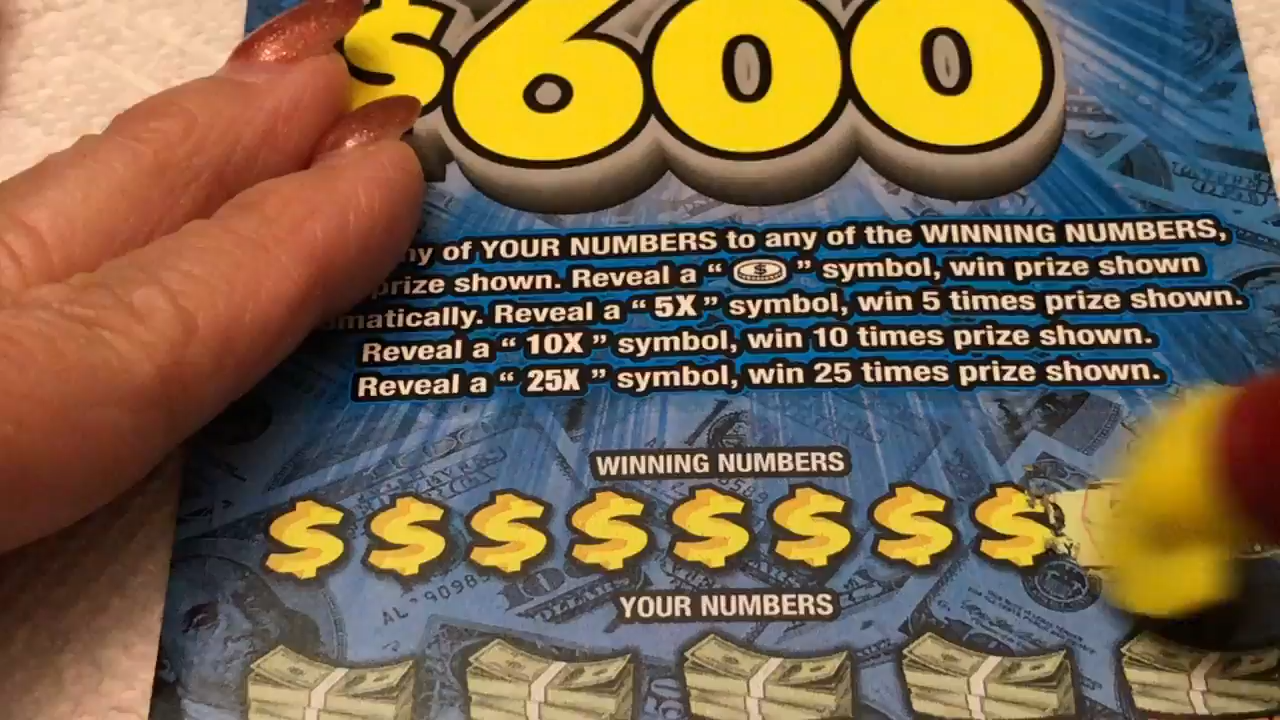 $600
any of YOUR NUMBERS to any of the WINNING NUMBERS,
prize shown. Reveal a " $ " symbol, win prize shown
matically. Reveal a " 5X " symbol, win 5 times prize shown.
Reveal a " 10X " symbol, win 10 times prize shown.
Reveal a " 25X " symbol, win 25 times prize shown.
WINNING NUMBERS
$ $ $ $ $ $ $ $
YOUR NUMBERS